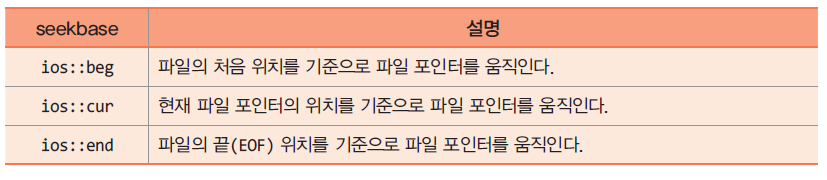 seekbase 설명
ios::beg 파일의 처음 위치를 기준으로 파일 포인터를 움직인다.
ios::cur 현재 파일 포인터의 위치를 기준으로 파일 포인터를 움직인다.
ios::end 파일의 끝(EOF) 위치를 기준으로 파일 포인터를 움직인다.